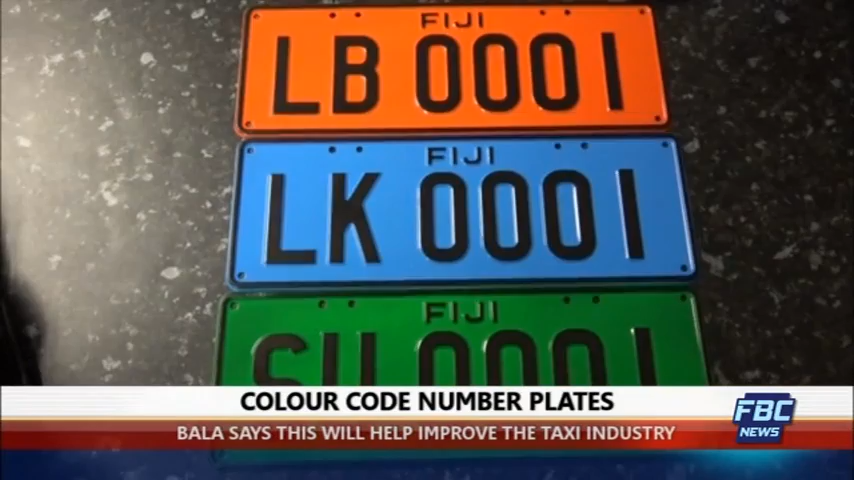 FIJI
LB 0001
FIJI
LK 0001
FIJI
0001
COLOUR CODE NUMBER PLATES
BALA SAYS THIS WILL HELP IMPROVE THE TAXI INDUSTRY
FBC
NEWS